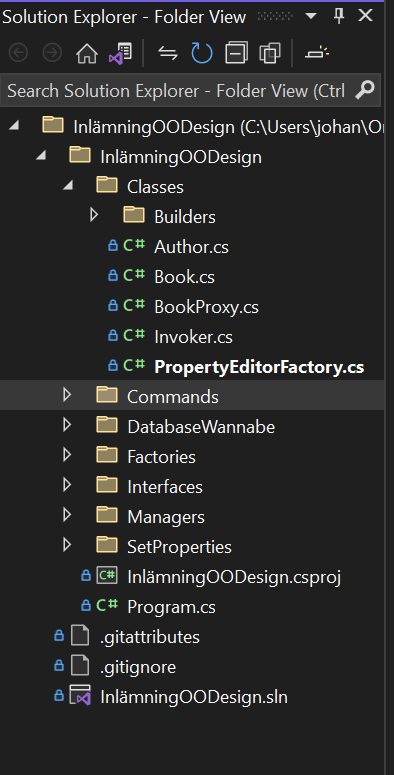 Solution Explorer - Folder View
Search Solution Explorer - Folder View (Ctrl
InlämningOODesign (C:\Users\johan\O
InlämningOODesign
Classes
Builders
C# Author.cs
C# Book.cs
C# BookProxy.cs
C# Invoker.cs
C# PropertyEditorFactory.cs
Commands
DatabaseWannabe
Factories
Interfaces
Managers
SetProperties
C# InlämningOODesign.csproj
C# Program.cs
.gitattributes
.gitignore
InlämningOODesign.sln